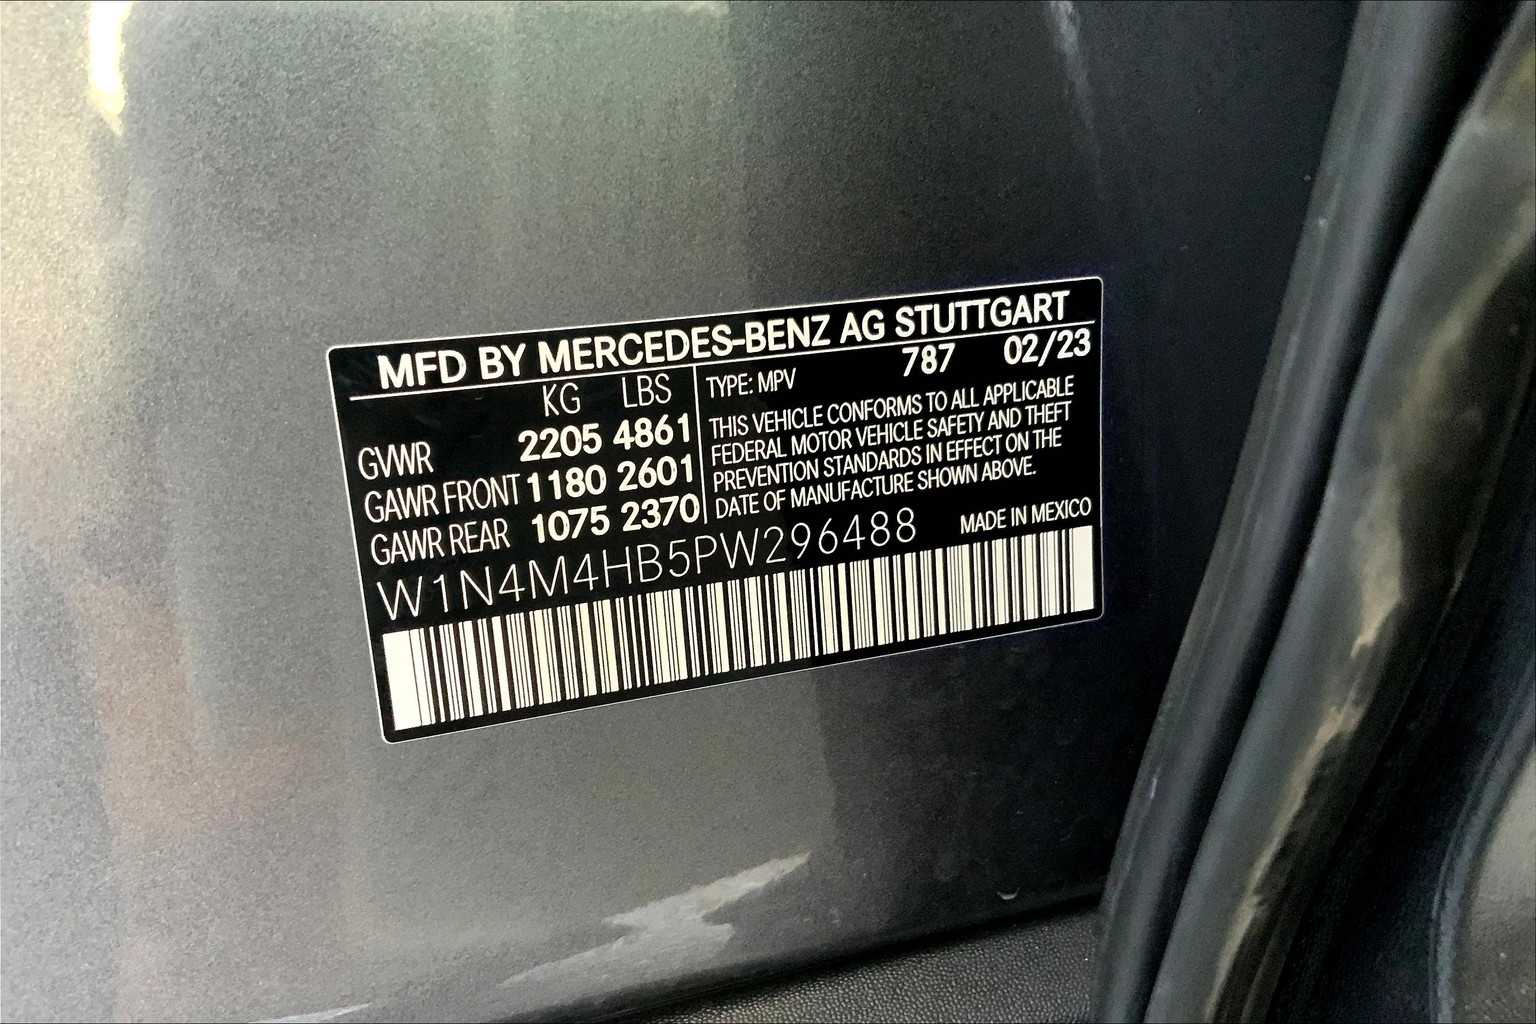 MFD BY MERCEDES-BENZ AG STUTTGART
KG LBS
GVWR 2205 4861
GAWR FRONT 1180 2601
GAWR REAR 1075 2370
TYPE: MPV 787 02/23
THIS VEHICLE CONFORMS TO ALL APPLICABLE
FEDERAL MOTOR VEHICLE SAFETY AND THEFT
PREVENTION STANDARDS IN EFFECT ON THE
DATE OF MANUFACTURE SHOWN ABOVE.
W1N4M4HB5PW296488 MADE IN MEXICO